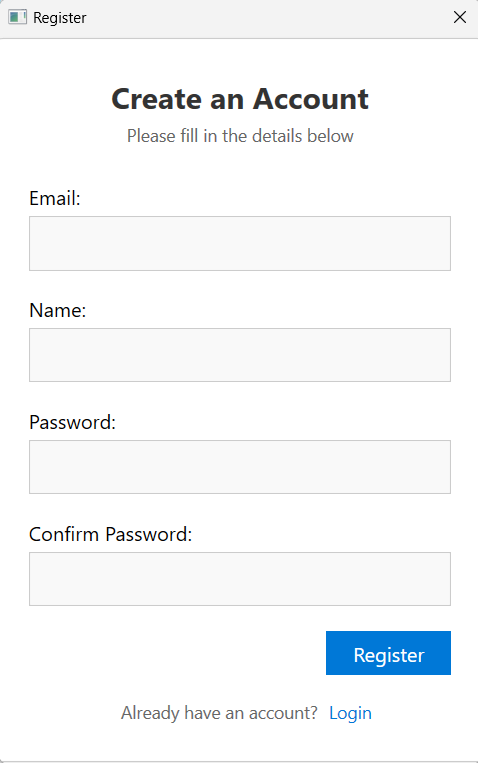 Register
Create an Account
Please fill in the details below
Email:
Name:
Password:
Confirm Password:
Register
Already have an account? Login